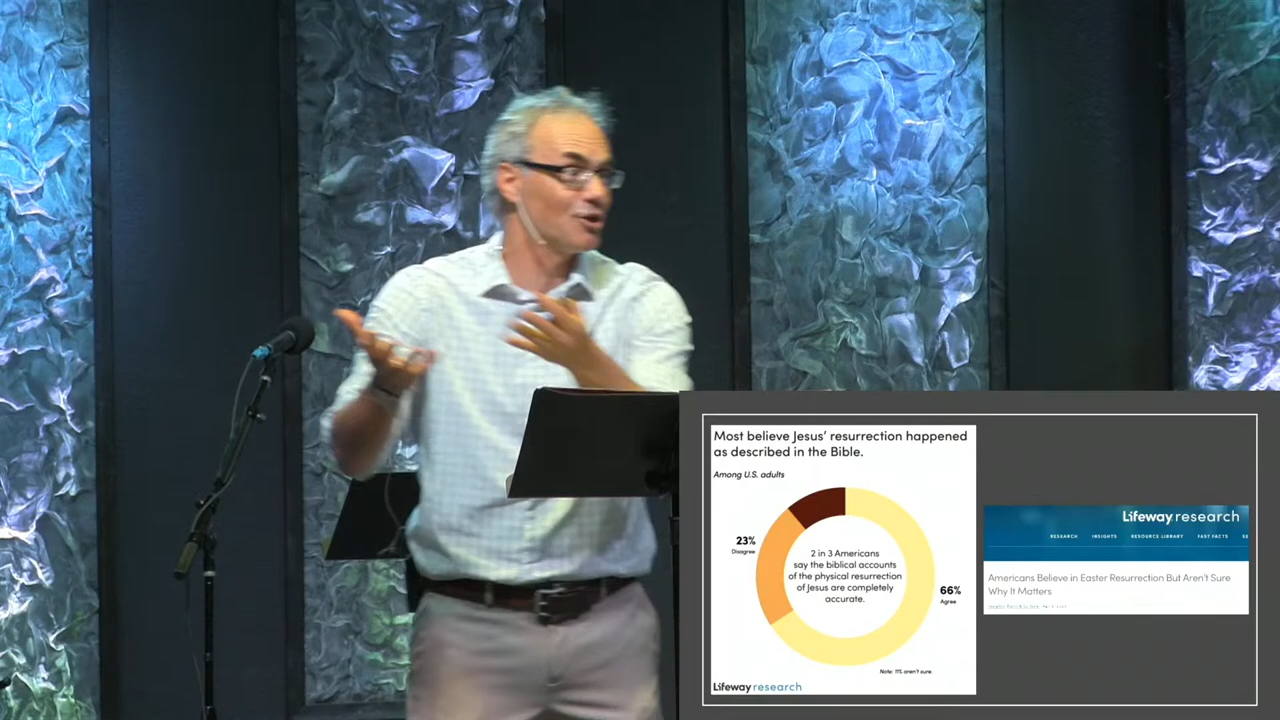 Most believe Jesus' resurrection happened
as described in the Bible.
Among U.S. adults
23%
Disagree
2 in 3 Americans
say the biblical accounts
of the physical resurrection
of Jesus are completely
accurate.
66%
Agree
Note: 11% aren't sure.
Lifeway research
Lifeway research
RESEARCH INSIGHTS RESOURCE LIBRARY FAST FACTS SE
Americans Believe in Easter Resurrection But Aren't Sure
Why It Matters